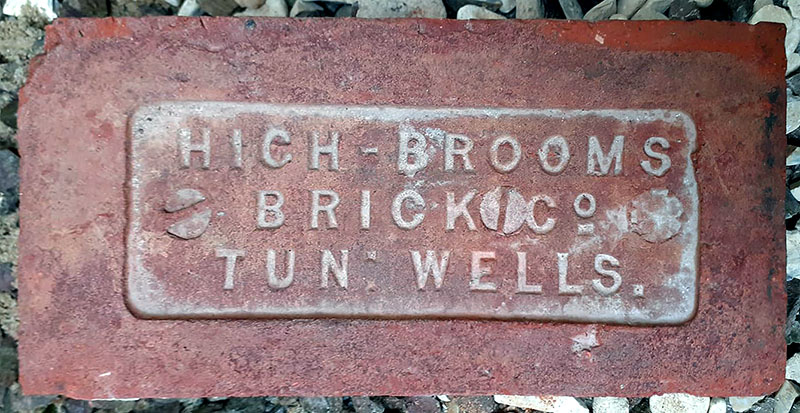 HIGH-BROOMS
BRICK Cº
TUN. WELLS.